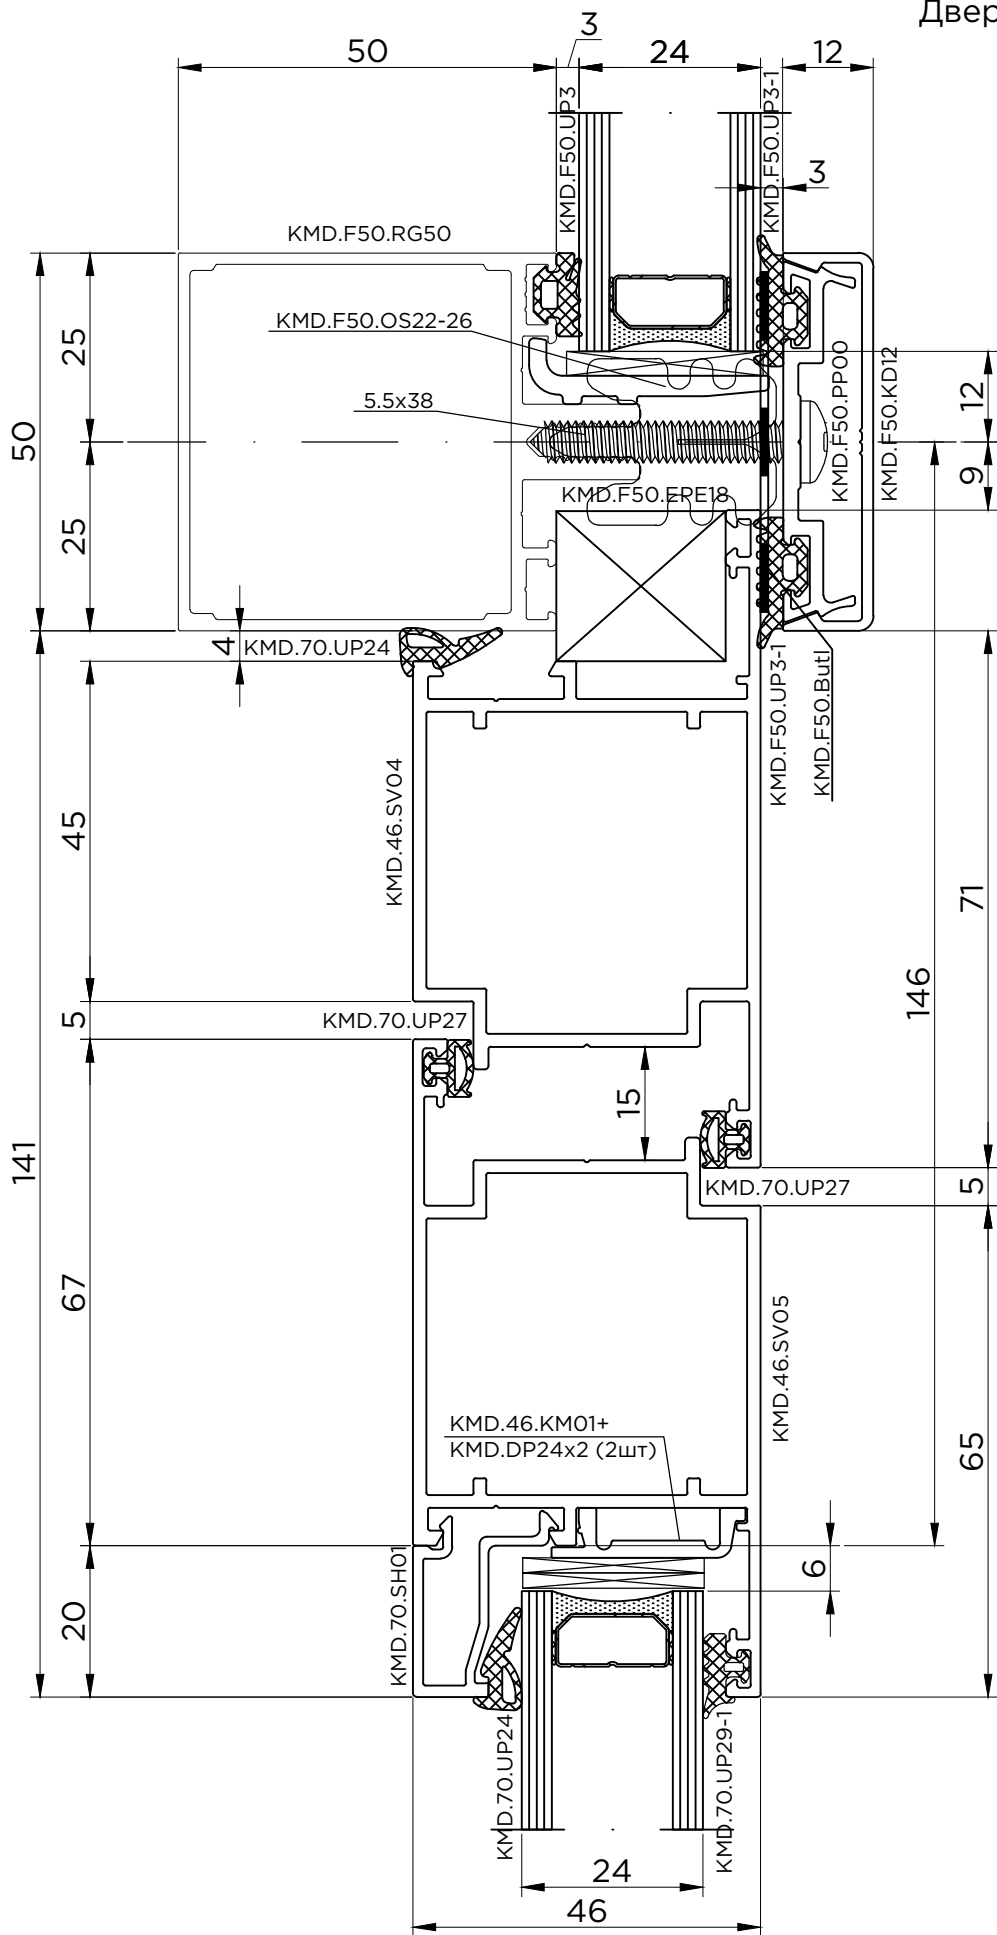 Двер
3
50
24
12
KMD.F50.UP3
KMD.F50.UP3-1
3
KMD.F50.RG50
25
KMD.F50.OS22-26
KMD.F50.PP00
KMD.F50.KD12
12
5.5x38
50
9
KMD.F50.EPE18
25
4
KMD.70.UP24
KMD.F50.UP3-1
KMD.F50.Butl
KMD.46.SV04
45
71
146
5
KMD.70.UP27
15
141
KMD.70.UP27
5
67
KMD.46.SV05
KMD.46.KM01+
KMD.DP24x2 (2шт)
65
6
KMD.70.SH01
20
KMD.70.UP24
KMD.70.UP29-1
24
46